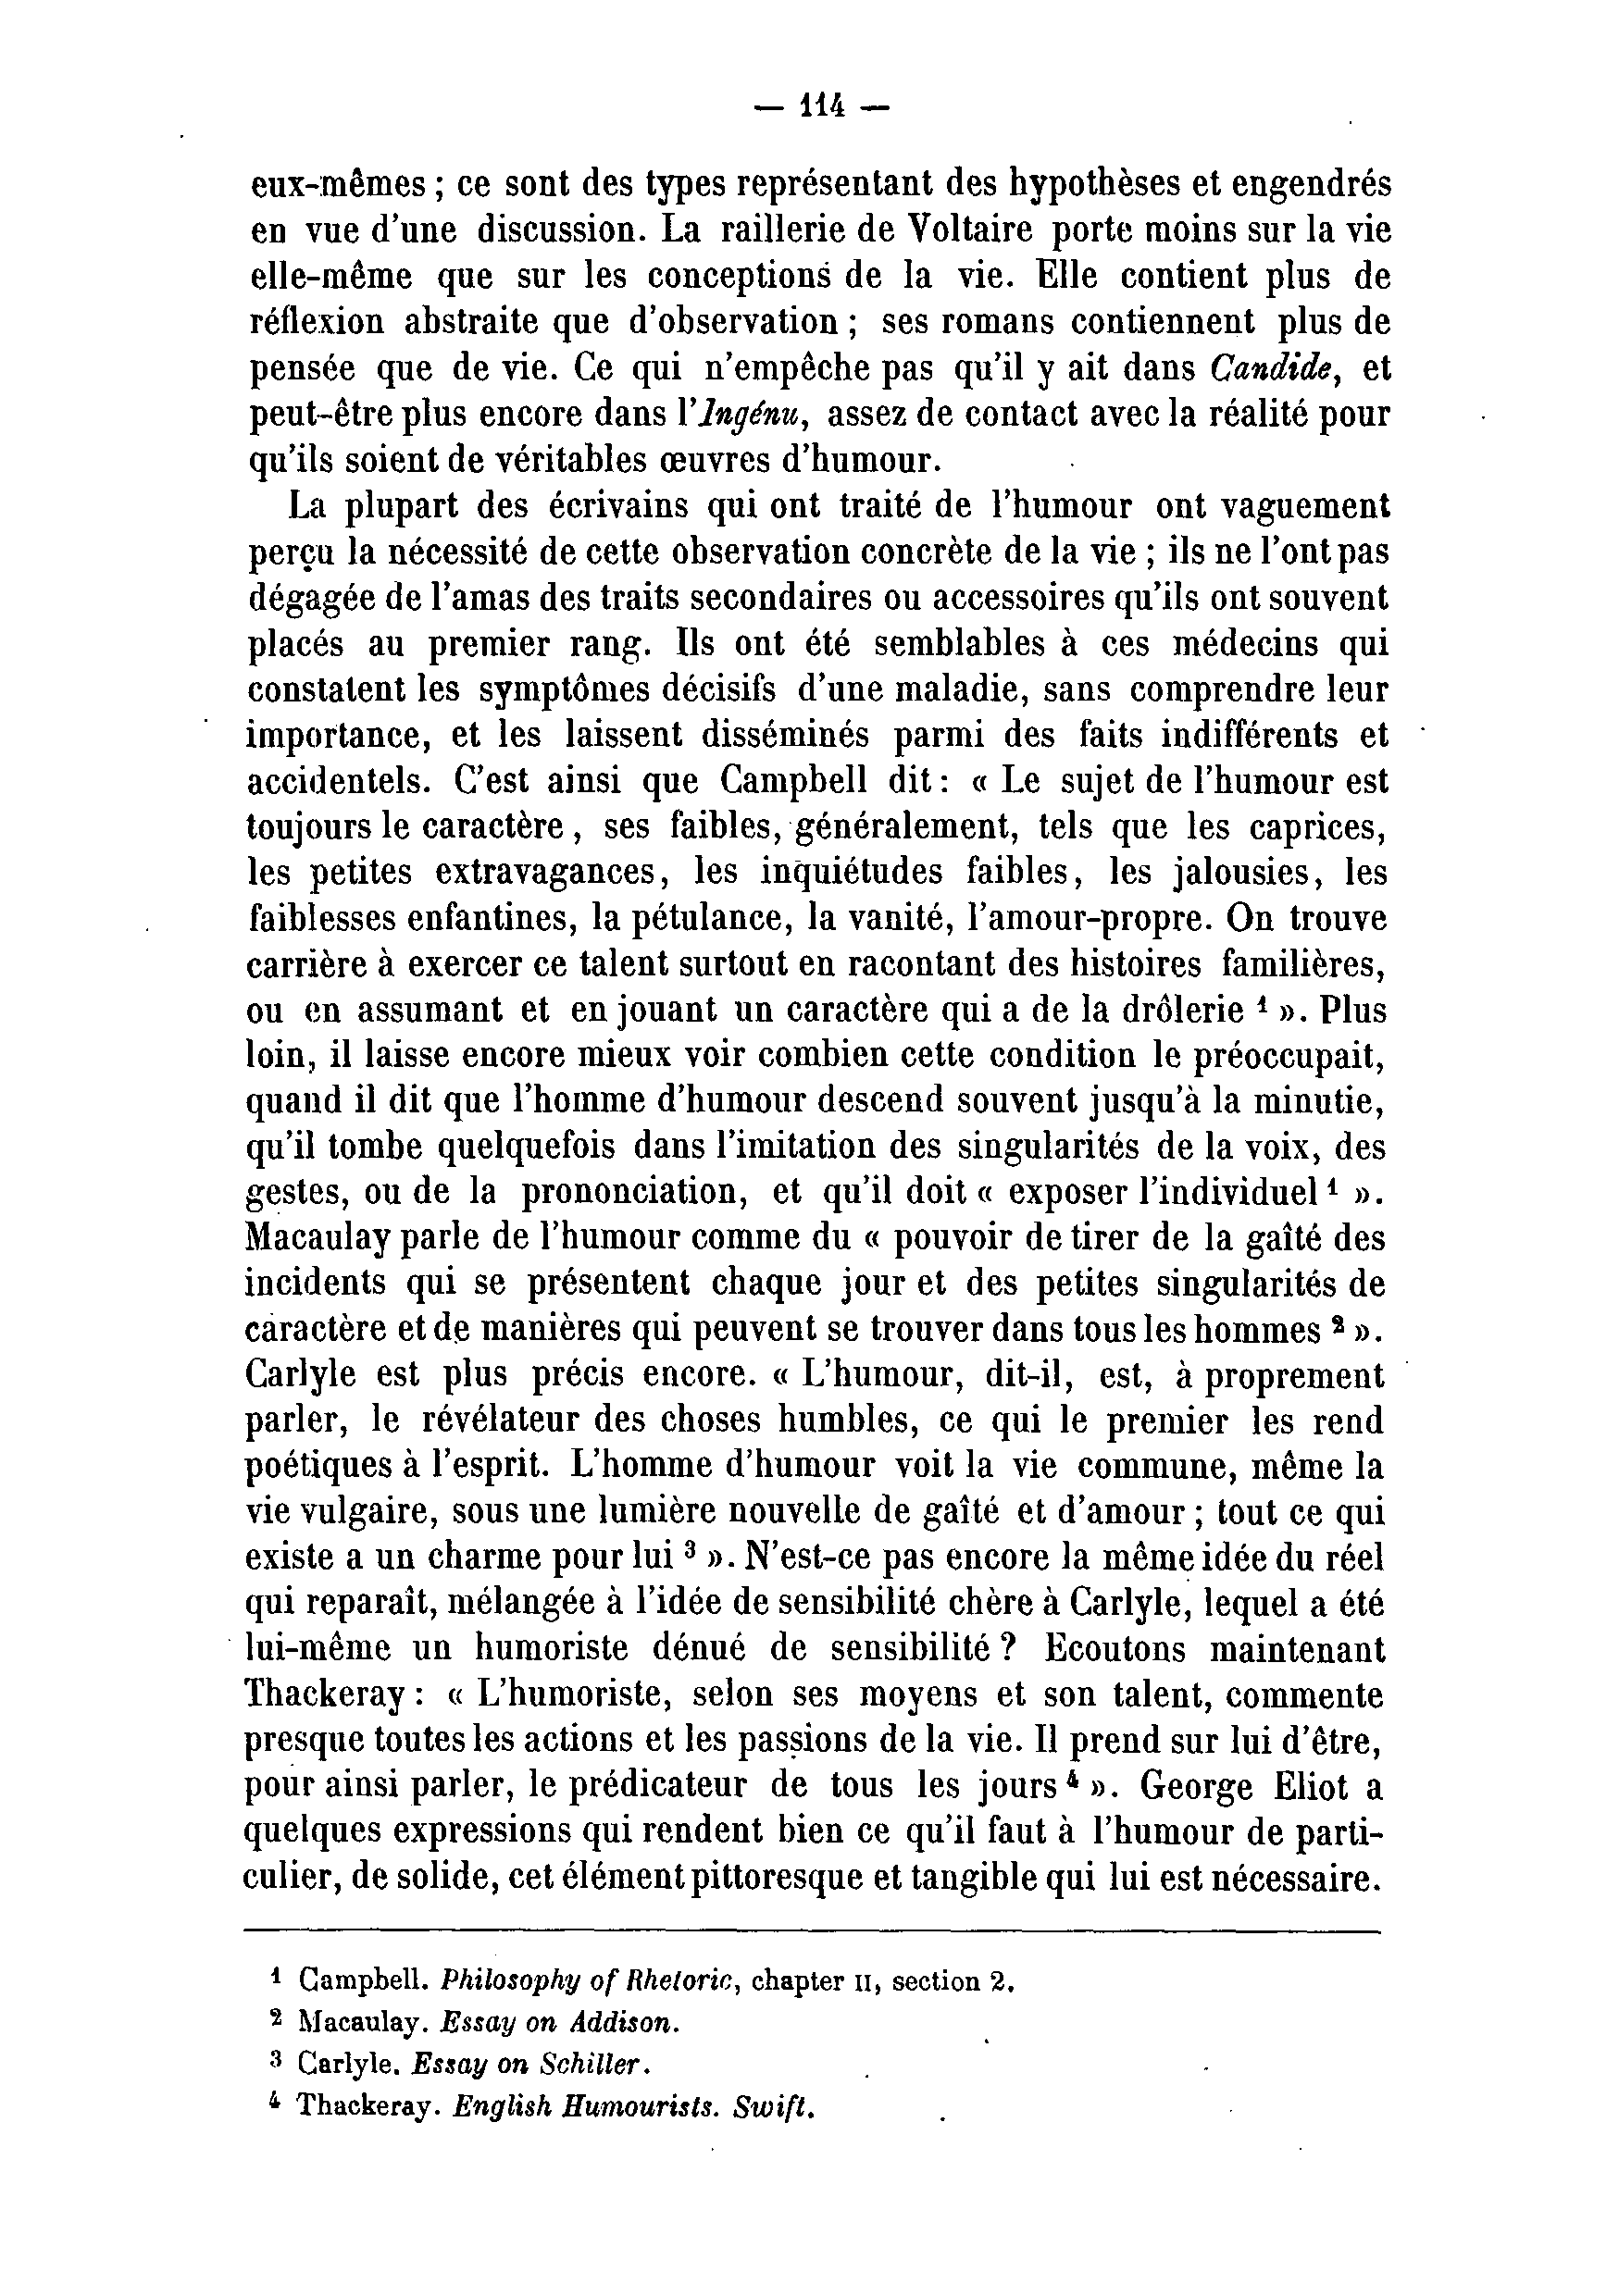 — 114 —
eux-mêmes ; ce sont des types représentant des hypothèses et engendrés
en vue d'une discussion. La raillerie de Voltaire porte moins sur la vie
elle-même que sur les conceptions de la vie. Elle contient plus de
réflexion abstraite que d'observation ; ses romans contiennent plus de
pensée que de vie. Ce qui n'empêche pas qu'il y ait dans Candide, et
peut-être plus encore dans l'Ingénu, assez de contact avec la réalité pour
qu'ils soient de véritables œuvres d'humour.
La plupart des écrivains qui ont traité de l'humour ont vaguement
perçu la nécessité de cette observation concrète de la vie ; ils ne l'ont pas
dégagée de l'amas des traits secondaires ou accessoires qu'ils ont souvent
placés au premier rang. Ils ont été semblables à ces médecins qui
constatent les symptômes décisifs d'une maladie, sans comprendre leur
importance, et les laissent disséminés parmi des faits indifférents et
accidentels. C'est ainsi que Campbell dit : « Le sujet de l'humour est
toujours le caractère, ses faibles, généralement, tels que les caprices,
les petites extravagances, les inquiétudes faibles, les jalousies, les
faiblesses enfantines, la pétulance, la vanité, l'amour-propre. On trouve
carrière à exercer ce talent surtout en racontant des histoires familières,
ou en assumant et en jouant un caractère qui a de la drôlerie ¹ ». Plus
loin, il laisse encore mieux voir combien cette condition le préoccupait,
quand il dit que l'homme d'humour descend souvent jusqu'à la minutie,
qu'il tombe quelquefois dans l'imitation des singularités de la voix, des
gestes, ou de la prononciation, et qu'il doit « exposer l'individuel ¹ ».
Macaulay parle de l'humour comme du « pouvoir de tirer de la gaîté des
incidents qui se présentent chaque jour et des petites singularités de
caractère et de manières qui peuvent se trouver dans tous les hommes ² ».
Carlyle est plus précis encore. « L'humour, dit-il, est, à proprement
parler, le révélateur des choses humbles, ce qui le premier les rend
poétiques à l'esprit. L'homme d'humour voit la vie commune, même la
vie vulgaire, sous une lumière nouvelle de gaîté et d'amour ; tout ce qui
existe a un charme pour lui ³ ». N'est-ce pas encore la même idée du réel
qui reparaît, mélangée à l'idée de sensibilité chère à Carlyle, lequel a été
lui-même un humoriste dénué de sensibilité ? Ecoutons maintenant
Thackeray : « L'humoriste, selon ses moyens et son talent, commente
presque toutes les actions et les passions de la vie. Il prend sur lui d'être,
pour ainsi parler, le prédicateur de tous les jours ⁴ ». George Eliot a
quelques expressions qui rendent bien ce qu'il faut à l'humour de parti-
culier, de solide, cet élément pittoresque et tangible qui lui est nécessaire.
¹ Campbell. Philosophy of Rhetoric, chapter II, section 2.
² Macaulay. Essay on Addison.
³ Carlyle. Essay on Schiller.
⁴ Thackeray. English Humourists. Swift.